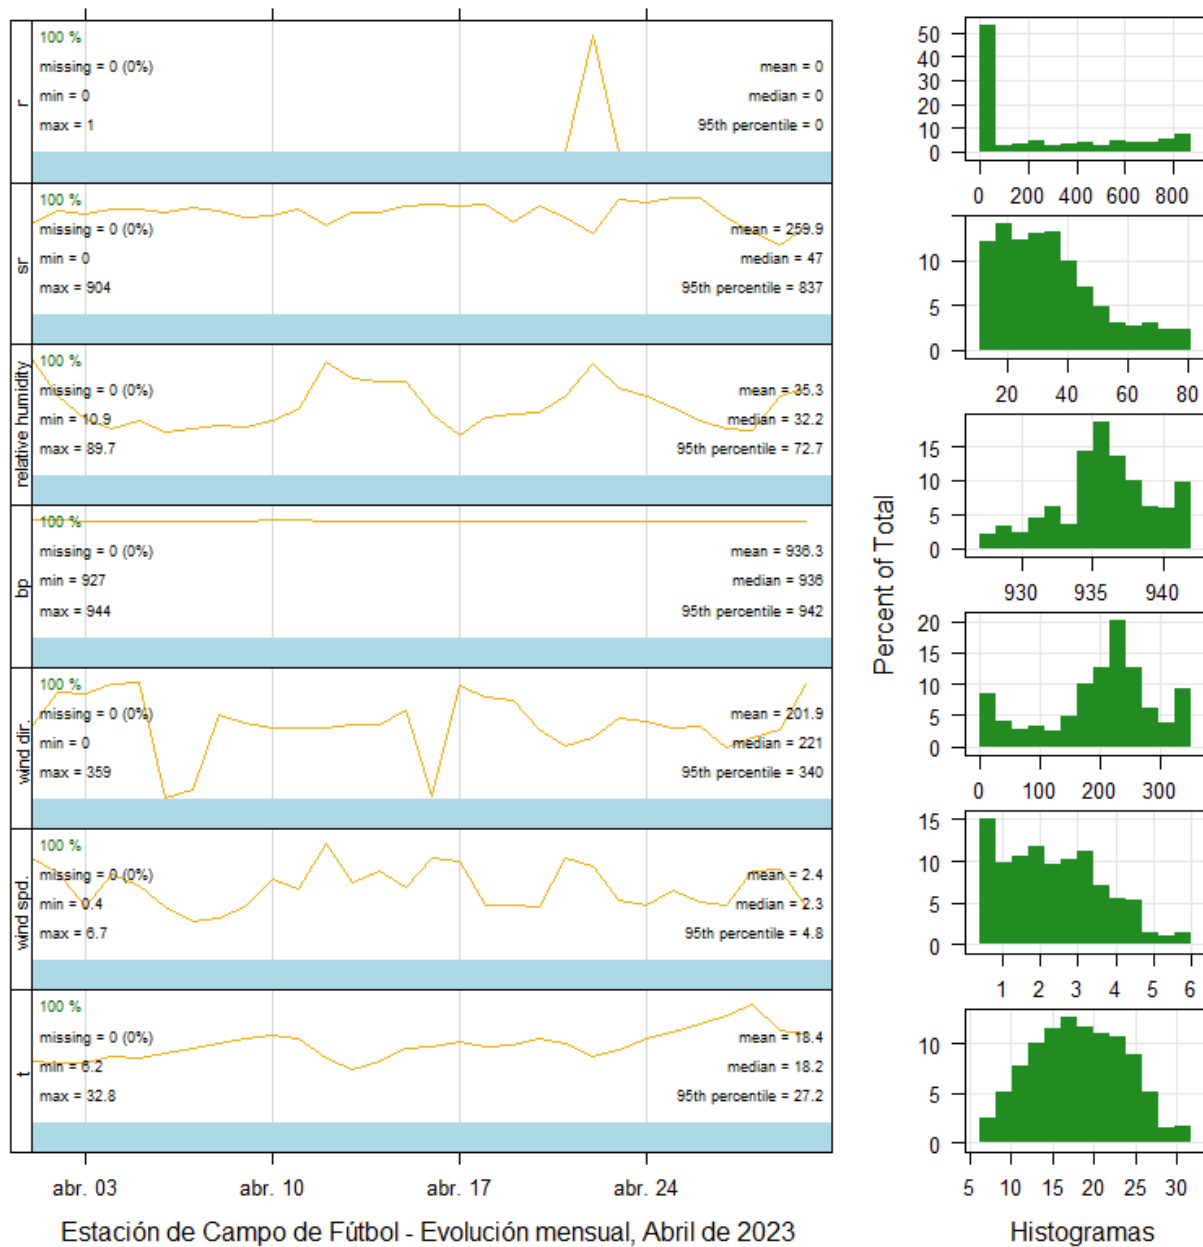 r
100 %
missing = 0 (0%)
min = 0
max = 1
mean = 0
median = 0
95th percentile = 0
sr
100 %
missing = 0 (0%)
min = 0
max = 904
mean = 259.9
median = 47
95th percentile = 837
relative humidity
100 %
missing = 0 (0%)
min = 10.9
max = 89.7
mean = 35.3
median = 32.2
95th percentile = 72.7
bp
100 %
missing = 0 (0%)
min = 927
max = 944
mean = 936.3
median = 936
95th percentile = 942
wind dir.
100 %
missing = 0 (0%)
min = 0
max = 359
mean = 201.9
median = 221
95th percentile = 340
wind spd.
100 %
missing = 0 (0%)
min = 0.4
max = 6.7
mean = 2.4
median = 2.3
95th percentile = 4.8
t
100 %
missing = 0 (0%)
min = 6.2
max = 32.8
mean = 18.4
median = 18.2
95th percentile = 27.2
abr. 03 abr. 10 abr. 17 abr. 24
Estación de Campo de Fútbol - Evolución mensual, Abril de 2023
Percent of Total
50
40
30
20
10
0
0 200 400 600 800
10
5
0
20 40 60 80
15
10
5
0
930 935 940
20
15
10
5
0
0 100 200 300
15
10
5
0
1 2 3 4 5 6
10
5
0
5 10 15 20 25 30
Histogramas